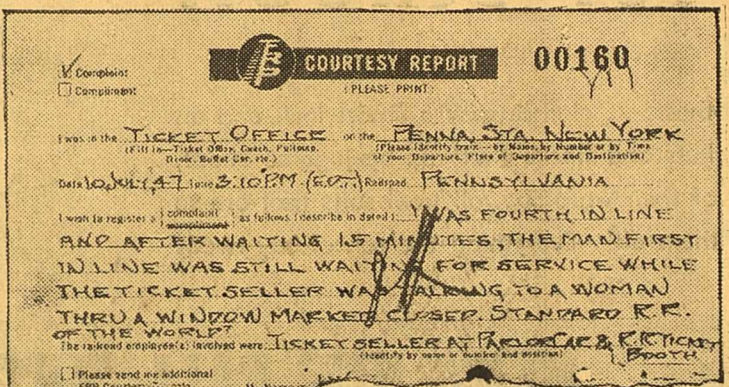 FRP COURTESY REPORT 00160
(PLEASE PRINT)
Complaint
Compliment
I was in the TICKET OFFICE on the PENNA, STA, NEW YORK
(Fill in—Ticket Office, Coach, Pullman, Diner, Buffet Car, etc.)
(Please identify train—by Name, by Number or by Time of your Departure, Place of Departure and Destination)
Date 10 JULY, 47 Time 3:10 P.M. (E.D.T.) Railroad PENNSYLVANIA
I wish to register a complaint compliment as follows (describe in detail): I WAS FOURTH IN LINE
AND AFTER WAITING 15 MINUTES, THE MAN FIRST
IN LINE WAS STILL WAITING FOR SERVICE WHILE
THE TICKET SELLER WAS TALKING TO A WOMAN
THRU A WINDOW MARKED CLOSED. STANDARD R.R.
OF THE WORLD?
The railroad employee(s) involved were: TICKET SELLER AT PARLOR CAR & R.R. TICKET
(Identify by name or number and position) BOOTH
Please send me additional
FRP Courtesy